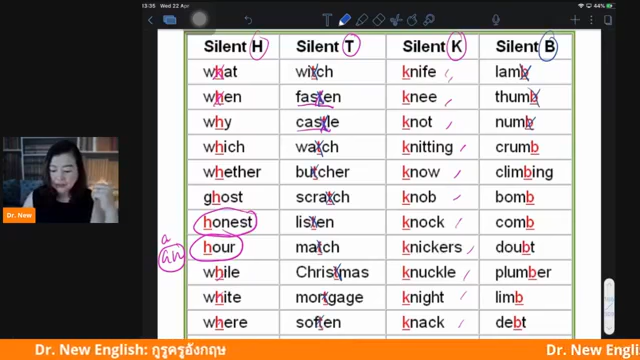 13:35 Wed 22 Apr
44%
Silent H Silent T Silent K Silent B
what witch knife lamb
when fasten knee thumb
why castle knot numb
which watch knitting crumb
whether butcher know climbing
ghost scratch knob bomb
honest listen knock comb
a
an
hour match knickers doubt
while Christmas knuckle plumber
white mortgage knight limb
where soften knack debt
Dr. New
Dr. New English: กูรูครูอังกฤษ Dr. New Engli